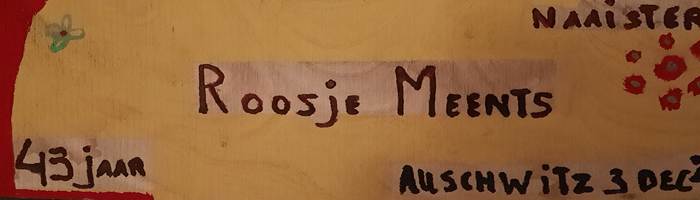 NAAISTER
Roosje MEENTS
43 jAAR
AUSCHWiTZ 3 DEC